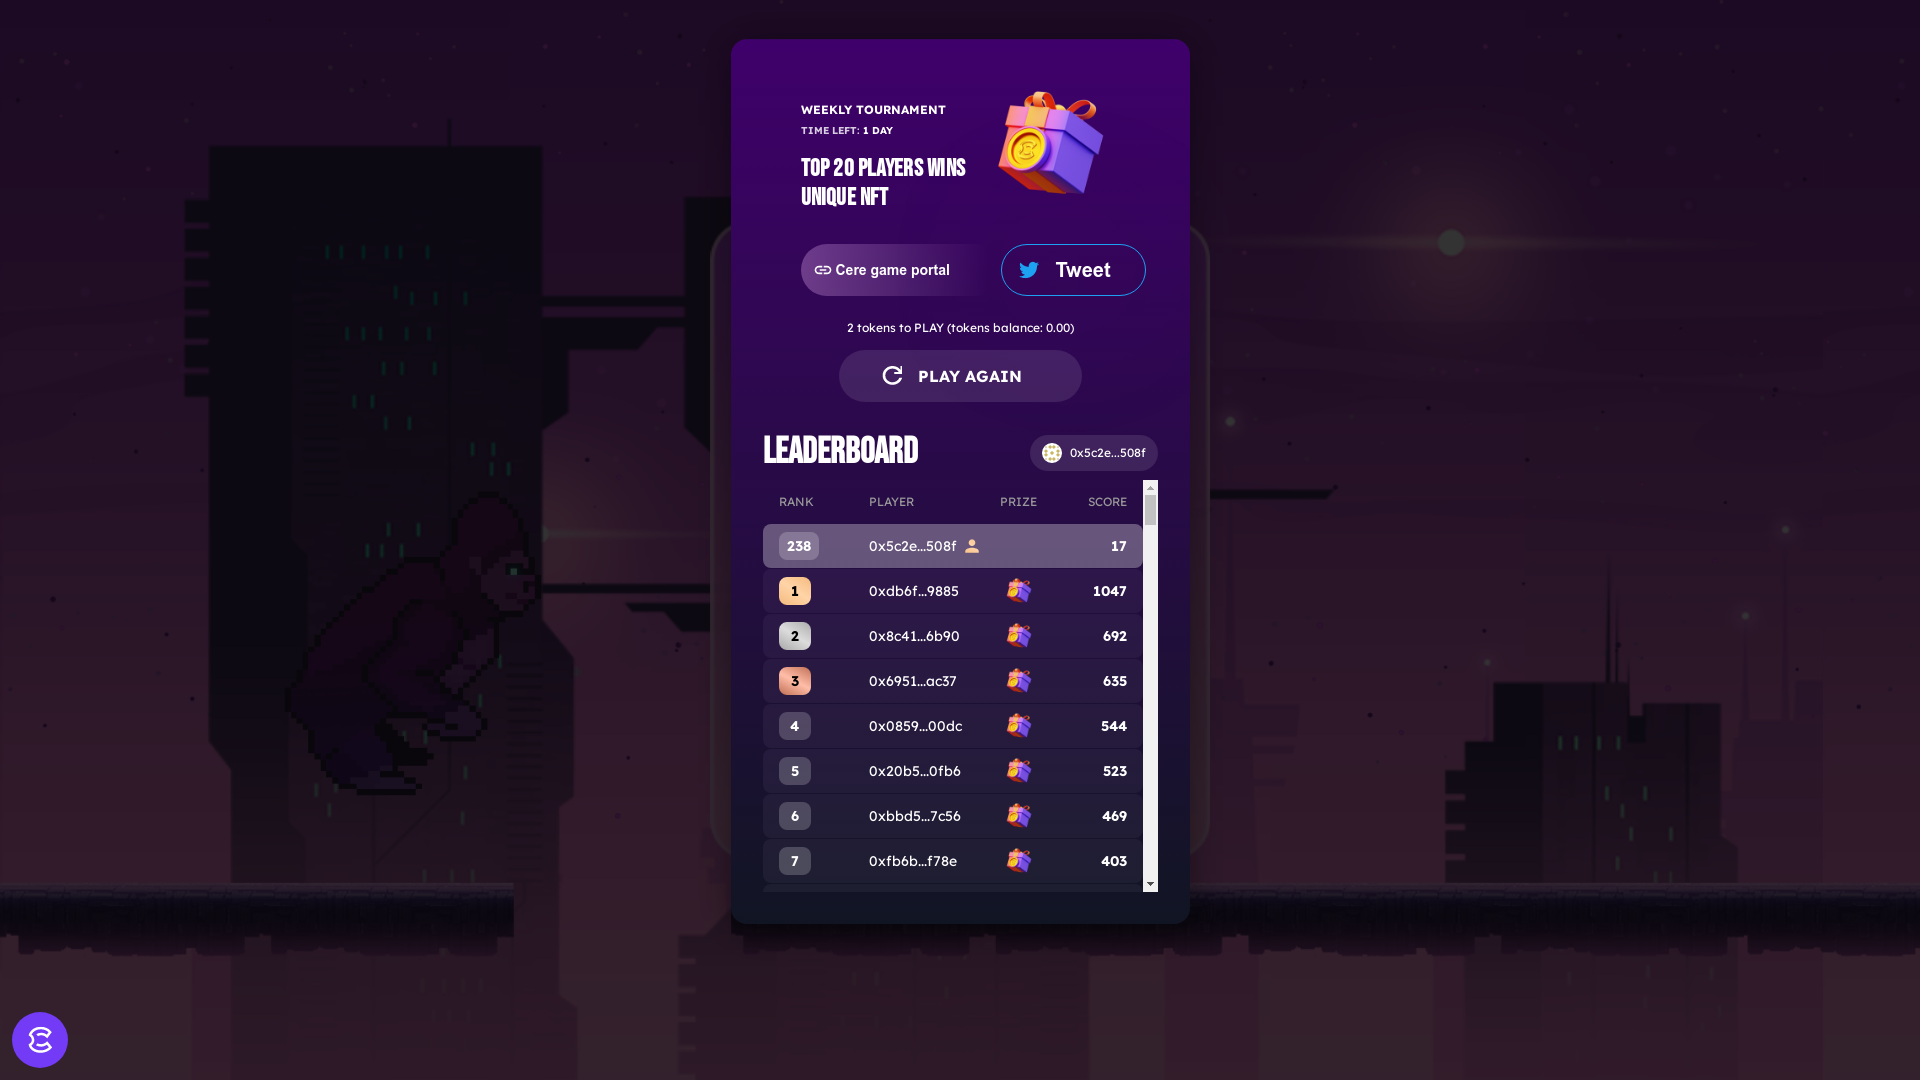 WEEKLY TOURNAMENT
TIME LEFT: 1 DAY
TOP 20 PLAYERS WINS
UNIQUE NFT
Cere game portal
Tweet
2 tokens to PLAY (tokens balance: 0.00)
PLAY AGAIN
LEADERBOARD
0x5c2e...508f
RANK PLAYER PRIZE SCORE
238 0x5c2e...508f 17
1 0xdb6f...9885 1047
2 0x8c41...6b90 692
3 0x6951...ac37 635
4 0x0859...00dc 544
5 0x20b5...0fb6 523
6 0xbbd5...7c56 469
7 0xfb6b...f78e 403